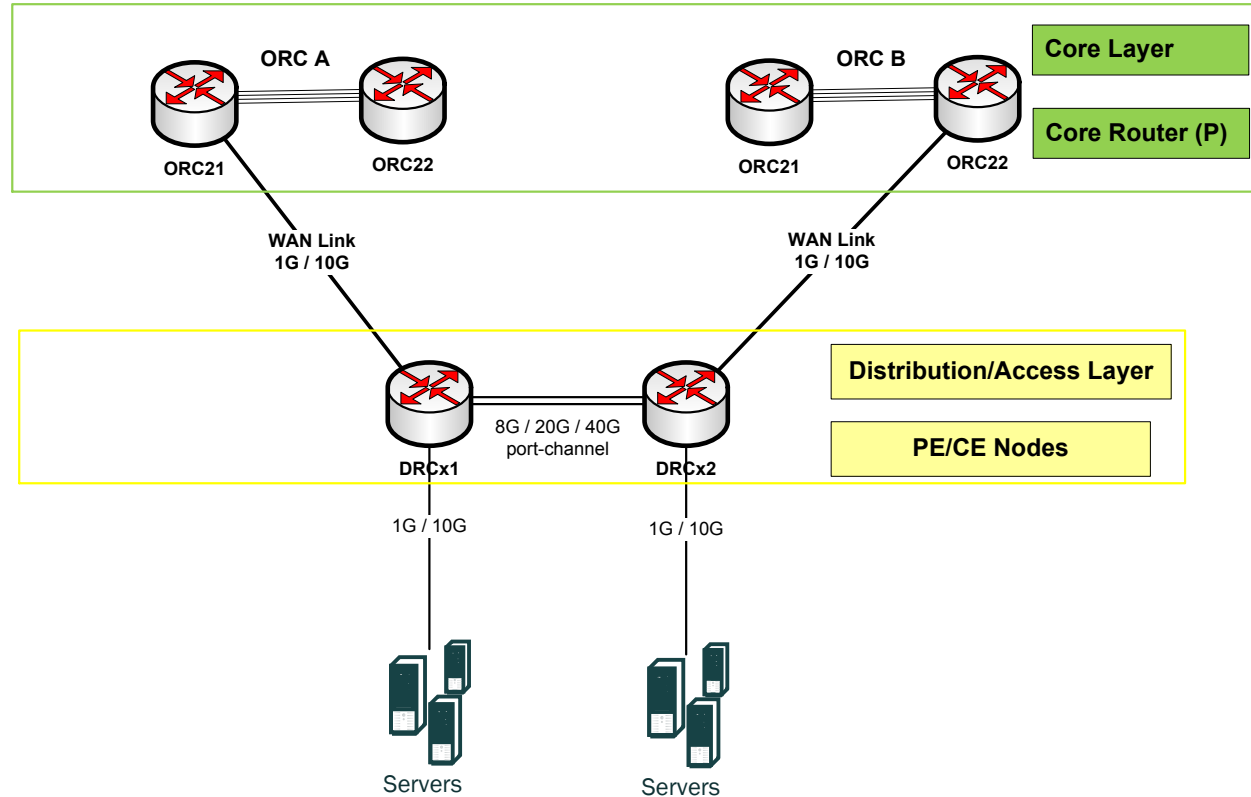 ORC A
ORC B
Core Layer
Core Router (P)
ORC21
ORC22
ORC21
ORC22
WAN Link
1G / 10G
WAN Link
1G / 10G
Distribution/Access Layer
8G / 20G / 40G
port-channel
PE/CE Nodes
DRCx1
DRCx2
1G / 10G
1G / 10G
Servers
Servers